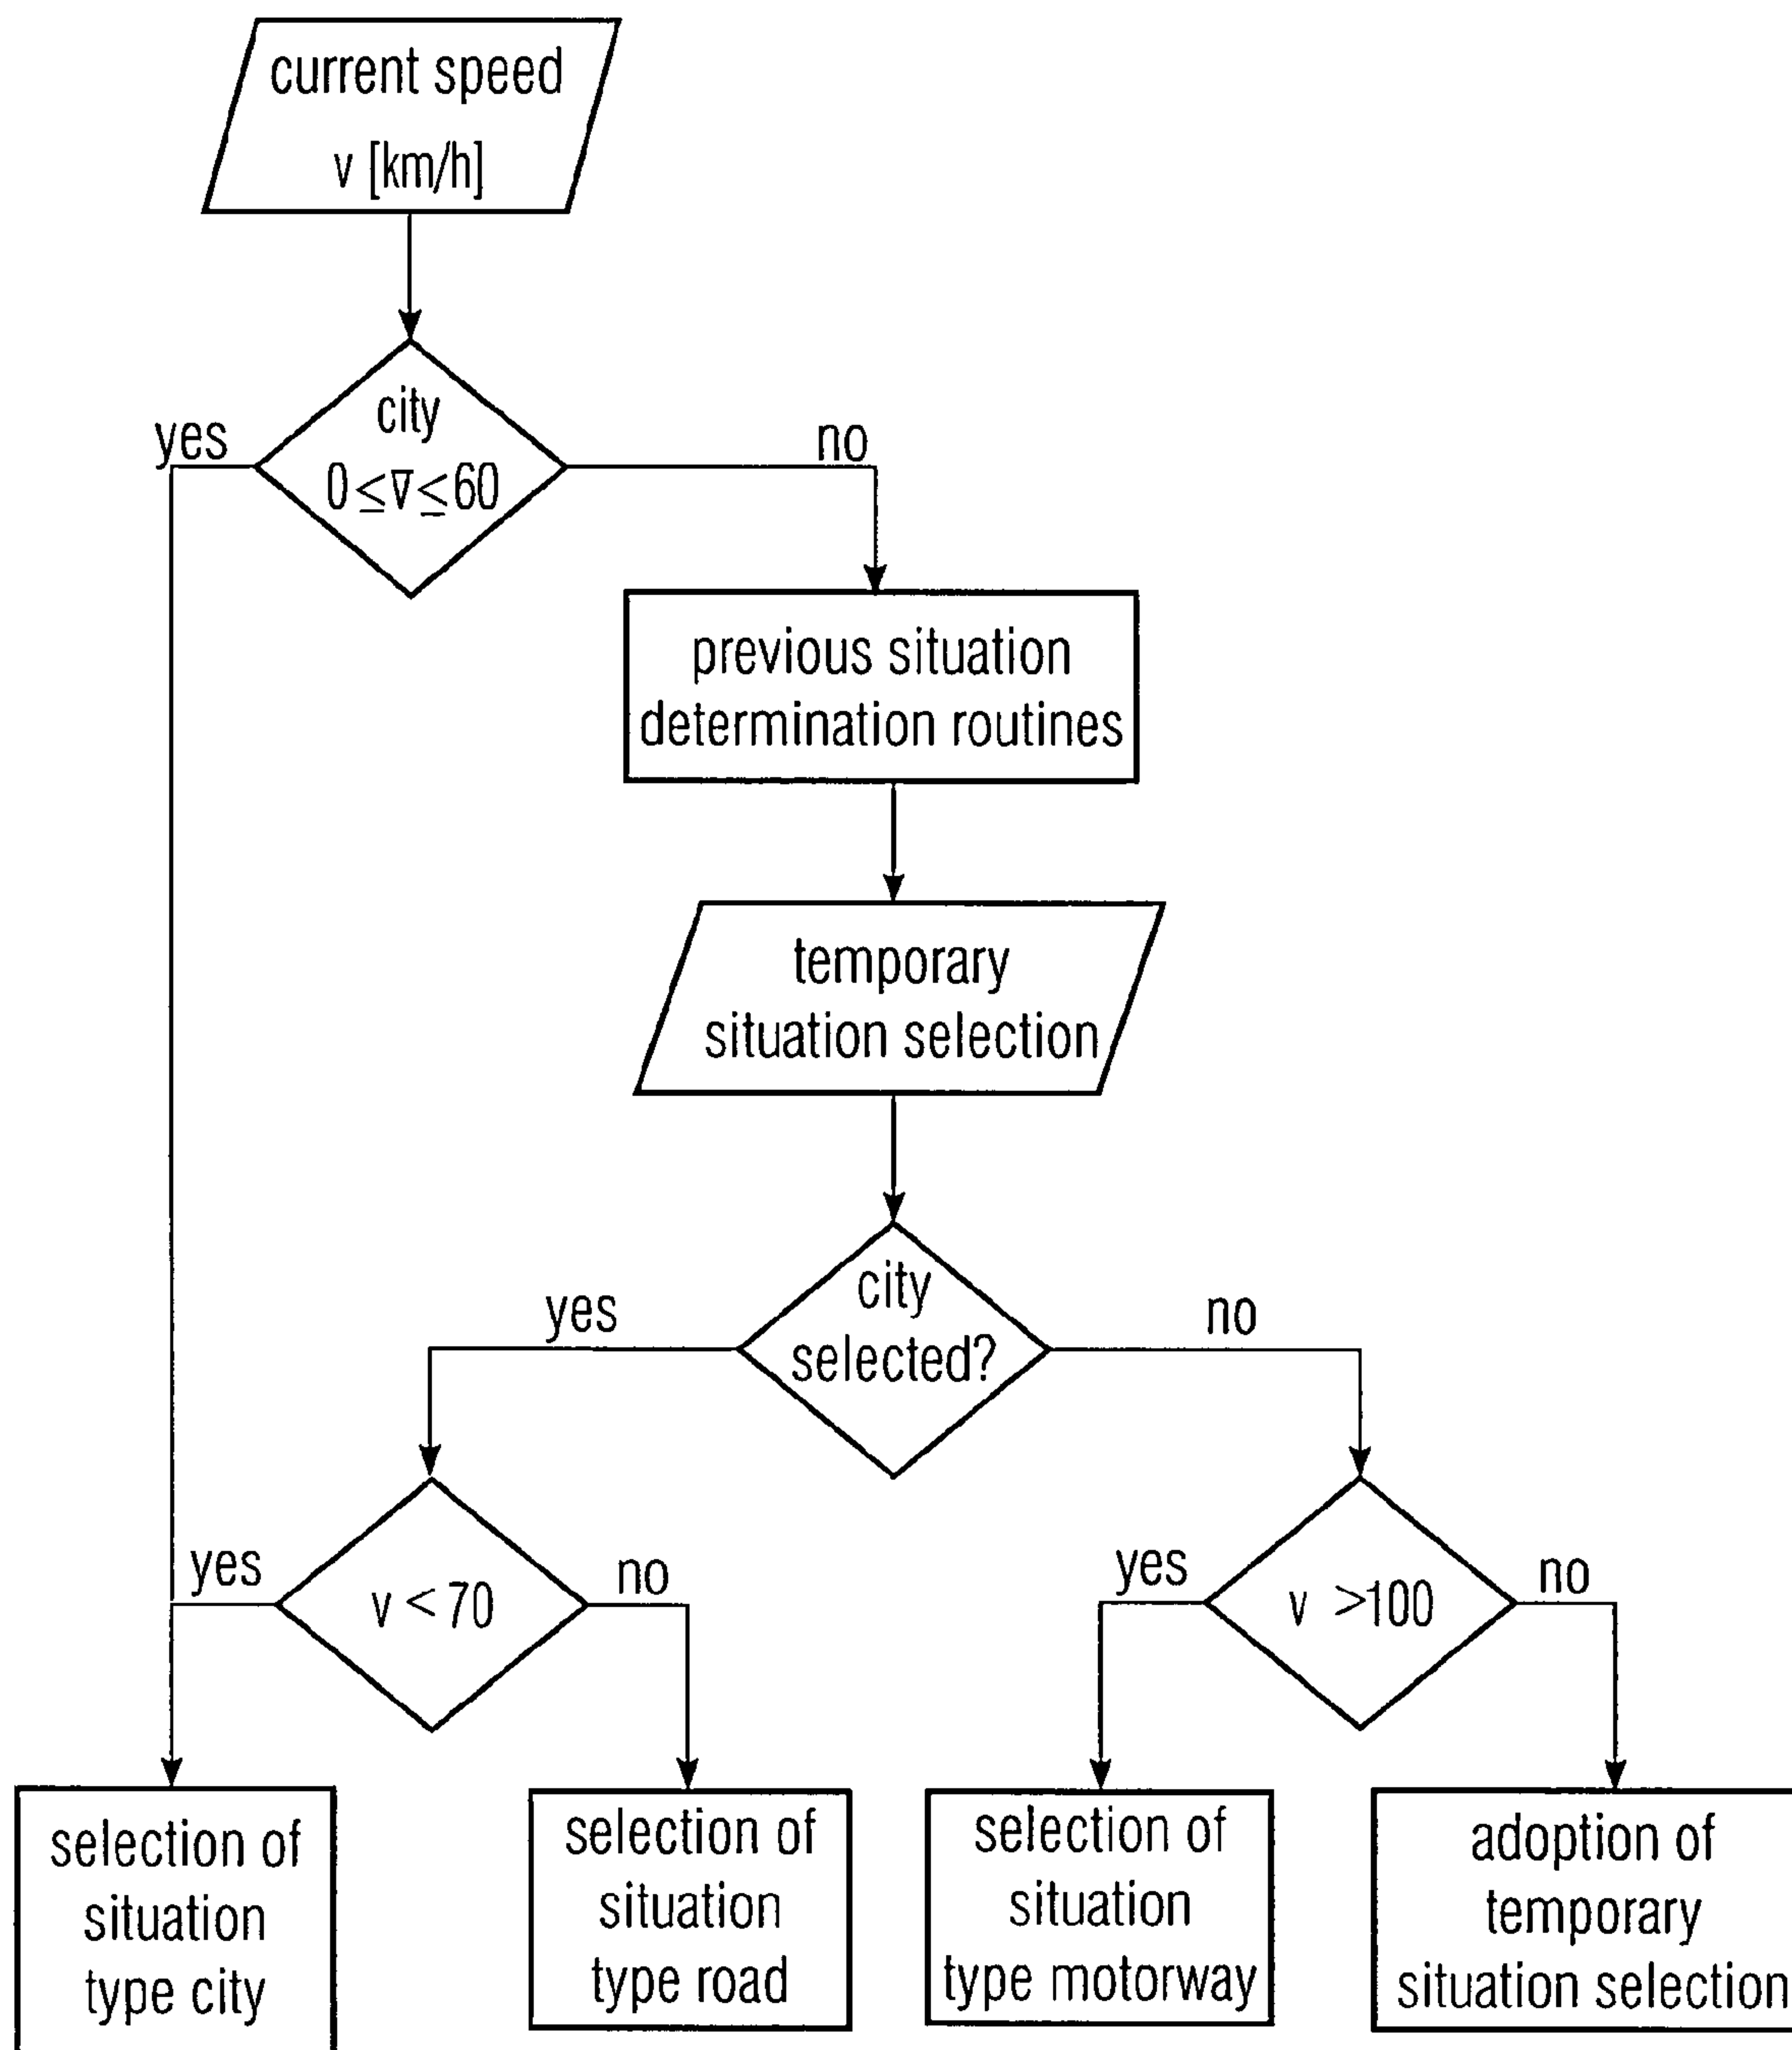 current speed
v [km/h]
city
0≤v̅≤60
yes
no
previous situation
determination routines
temporary
situation selection
city
selected?
yes
no
v < 70
yes
no
v >100
yes
no
selection of
situation
type city
selection of
situation
type road
selection of
situation
type motorway
adoption of
temporary
situation selection